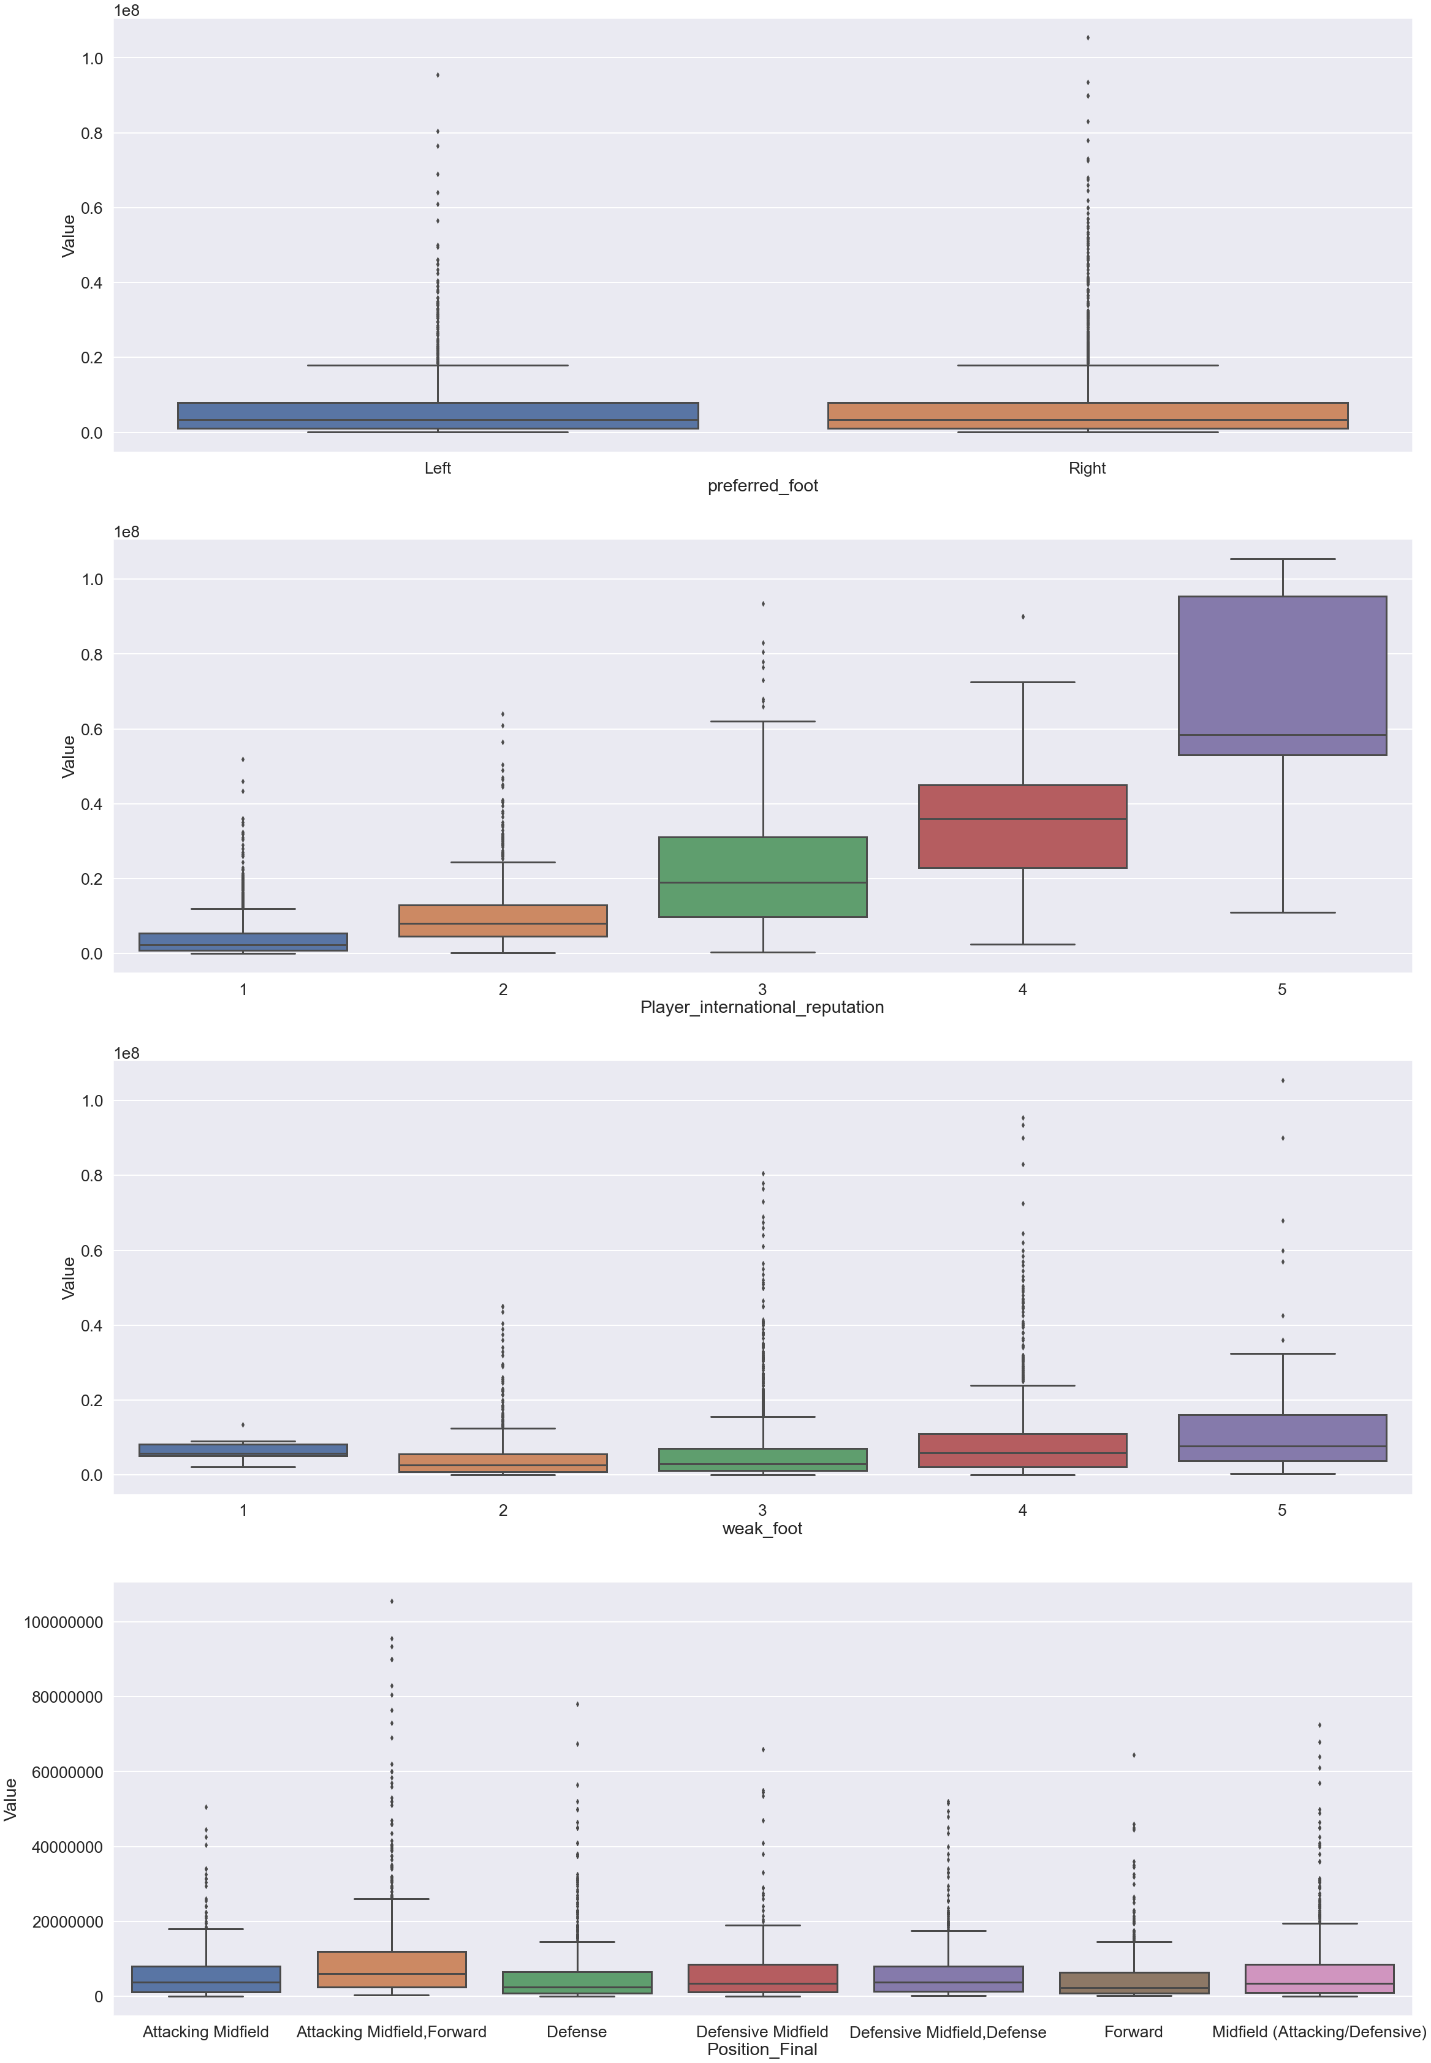 1e8
1.0
0.8
0.6
0.4
0.2
0.0
Value
Left Right
preferred_foot
1e8
1.0
0.8
0.6
0.4
0.2
0.0
Value
1 2 3 4 5
Player_international_reputation
1e8
1.0
0.8
0.6
0.4
0.2
0.0
Value
1 2 3 4 5
weak_foot
100000000
80000000
60000000
40000000
20000000
0
Value
Attacking Midfield Attacking Midfield,Forward Defense Defensive Midfield Defensive Midfield,Defense Forward Midfield (Attacking/Defensive)
Position_Final